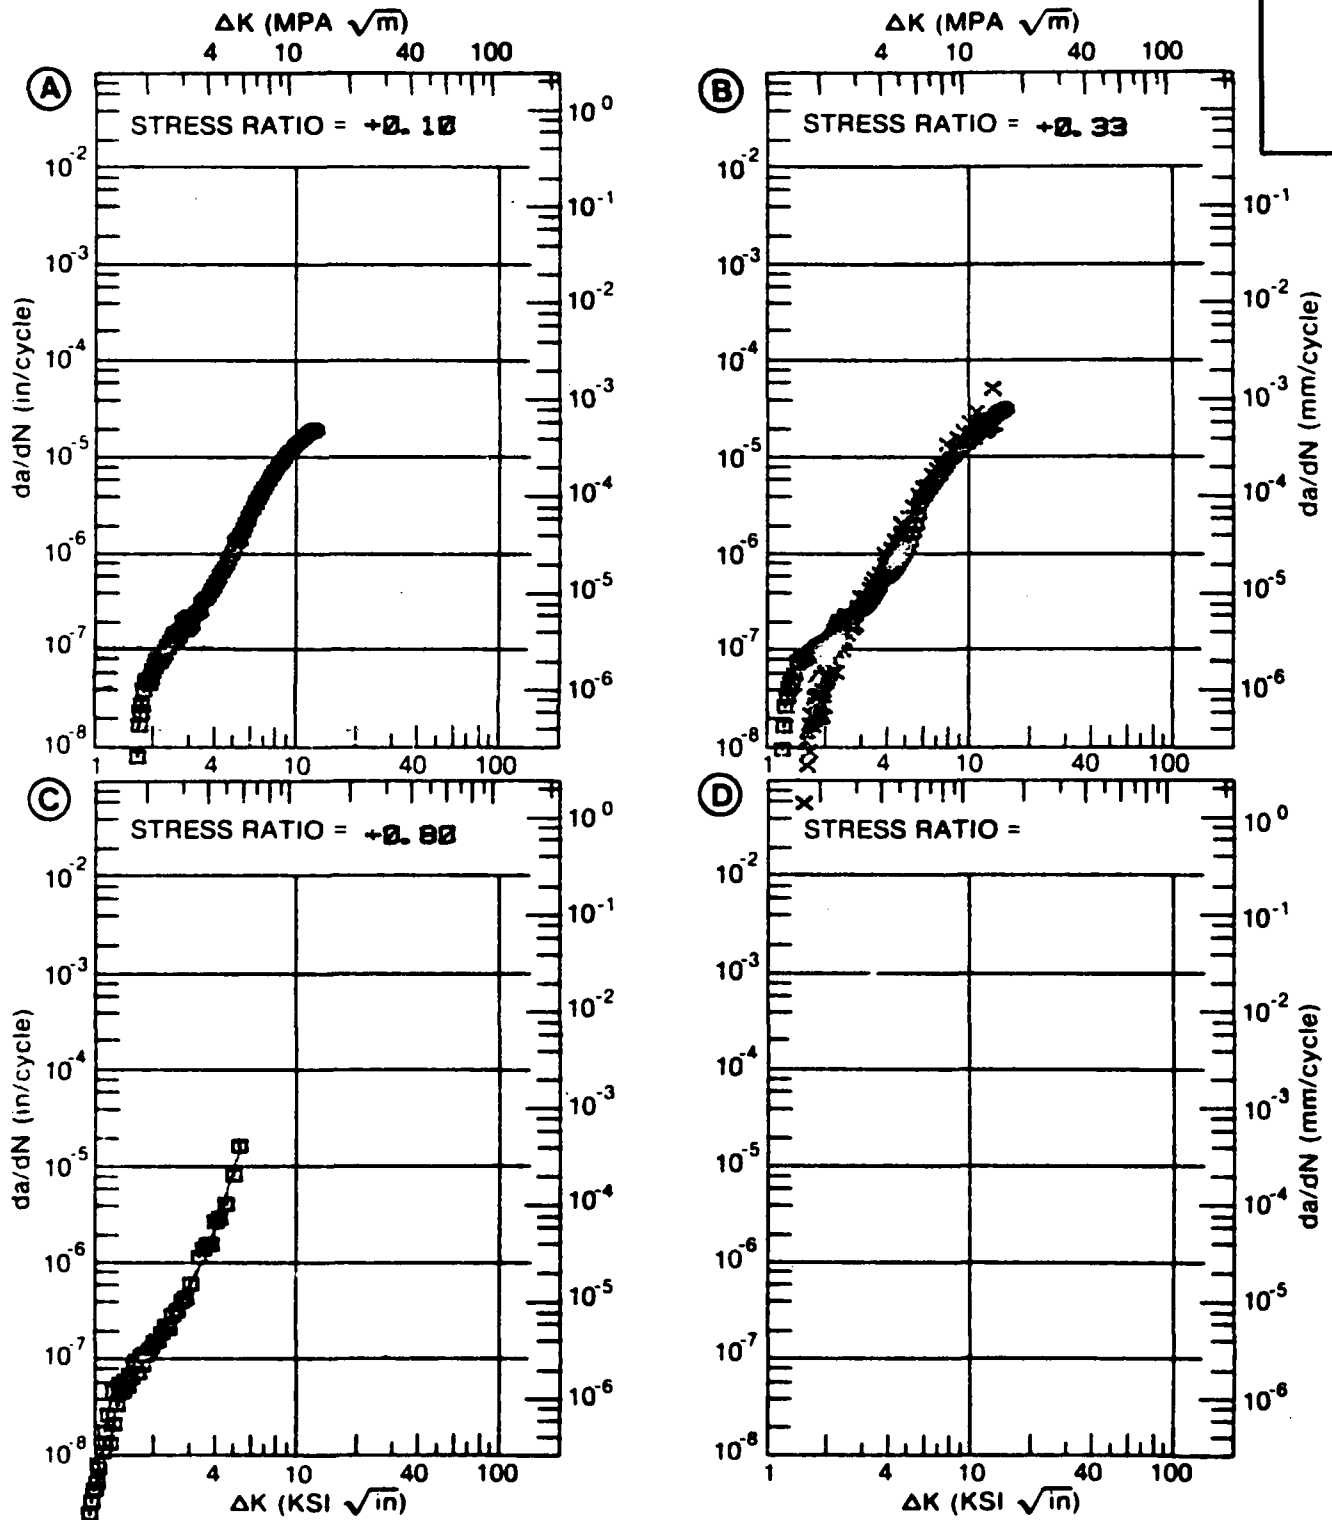 ΔK (MPA √m) ΔK (MPA √m)
4 10 40 100 4 10 40 100
A B
STRESS RATIO = +0.10 STRESS RATIO = +0.33
10^0
10^-2 10^-1 10^-2 10^-1
10^-3 10^-2 10^-3 10^-2
10^-4 10^-3 10^-4 10^-3
10^-5 10^-4 10^-5 10^-4
10^-6 10^-5 10^-6 10^-5
10^-7 10^-6 10^-7 10^-6
10^-8 10^-8
da/dN (in/cycle) da/dN (mm/cycle)
1 4 10 40 100 1 4 10 40 100
C D
STRESS RATIO = +0.80 STRESS RATIO =
10^0 10^0
10^-2 10^-1 10^-2 10^-1
10^-3 10^-2 10^-3 10^-2
10^-4 10^-3 10^-4 10^-3
10^-5 10^-4 10^-5 10^-4
10^-6 10^-5 10^-6 10^-5
10^-7 10^-6 10^-7 10^-6
10^-8 10^-8
da/dN (in/cycle) da/dN (mm/cycle)
4 10 40 100 1 4 10 40 100
ΔK (KSI √in) ΔK (KSI √in)